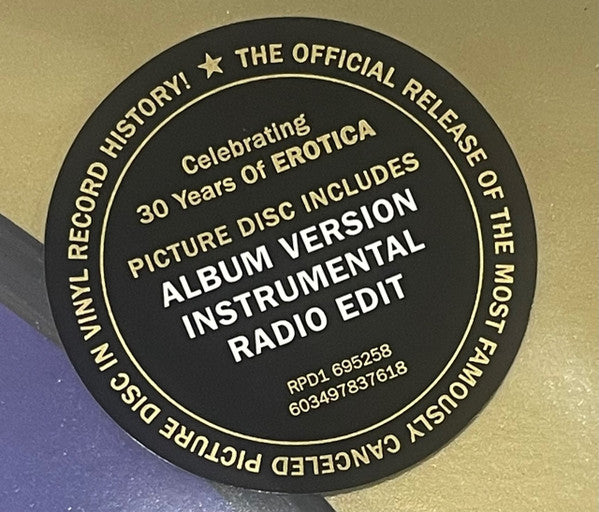 ★ THE OFFICIAL RELEASE OF THE MOST FAMOUSLY CANCELED PICTURE DISC IN VINYL RECORD HISTORY!
Celebrating
30 Years Of EROTICA
PICTURE DISC INCLUDES
ALBUM VERSION
INSTRUMENTAL
RADIO EDIT
RPD1 695258
603497837618